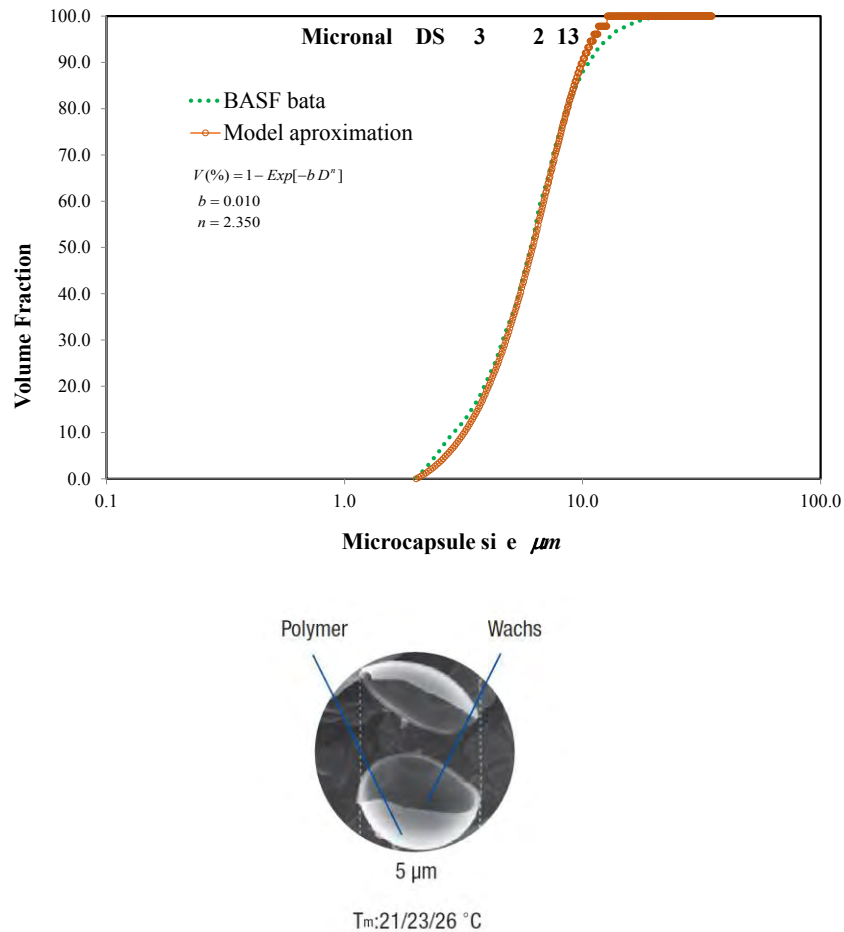 100.0
Micronal DS 3 2 13
90.0
BASF bata
80.0
Model aproximation
70.0
V(%) = 1 − Exp[−b Dⁿ]
60.0
b = 0.010
n = 2.350
50.0
40.0
30.0
20.0
10.0
0.0
Volume Fraction
0.1 1.0 10.0 100.0
Microcapsule si e μm
Polymer Wachs
5 μm
Tm:21/23/26 °C